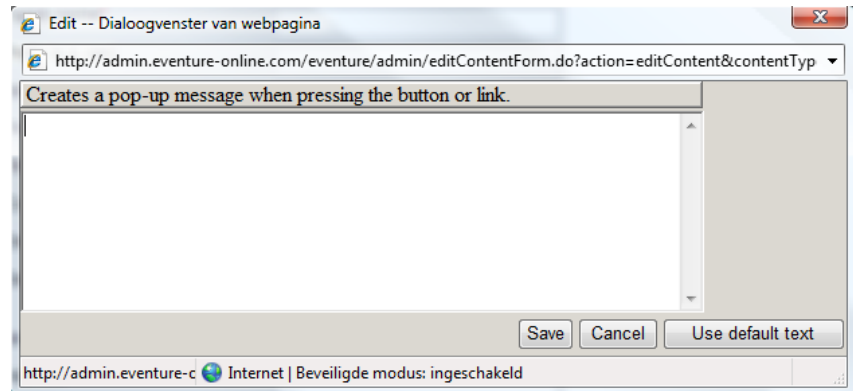 Edit -- Dialoogvenster van webpagina
http://admin.eventure-online.com/eventure/admin/editContentForm.do?action=editContent&contentTyp
Creates a pop-up message when pressing the button or link.
Save Cancel Use default text
http://admin.eventure-c Internet | Beveiligde modus: ingeschakeld